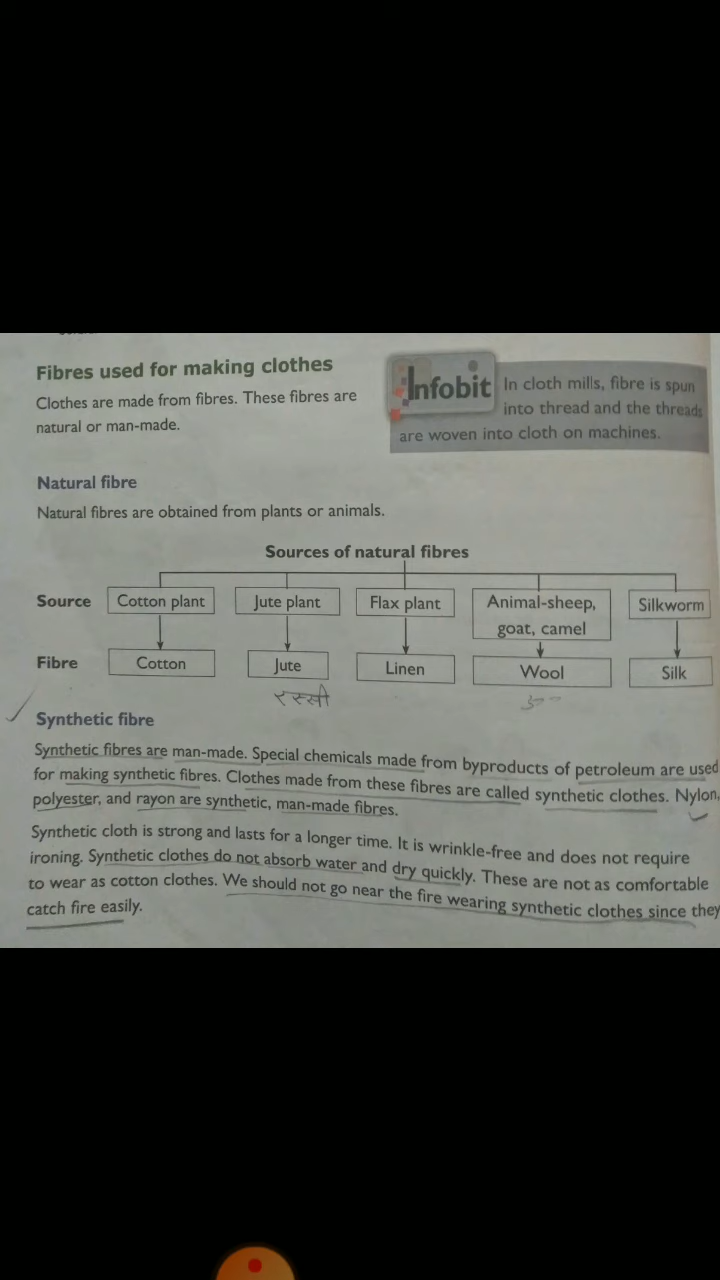 Fibres used for making clothes
Clothes are made from fibres. These fibres are
natural or man-made.
Infobit
In cloth mills, fibre is spun
into thread and the threads
are woven into cloth on machines.
Natural fibre
Natural fibres are obtained from plants or animals.
Sources of natural fibres
Source Cotton plant Jute plant Flax plant Animal-sheep, goat, camel Silkworm
Fibre Cotton Jute Linen Wool Silk
रस्सी
Synthetic fibre
Synthetic fibres are man-made. Special chemicals made from byproducts of petroleum are used
for making synthetic fibres. Clothes made from these fibres are called synthetic clothes. Nylon,
polyester, and rayon are synthetic, man-made fibres.
Synthetic cloth is strong and lasts for a longer time. It is wrinkle-free and does not require
ironing. Synthetic clothes do not absorb water and dry quickly. These are not as comfortable
to wear as cotton clothes. We should not go near the fire wearing synthetic clothes since they
catch fire easily.